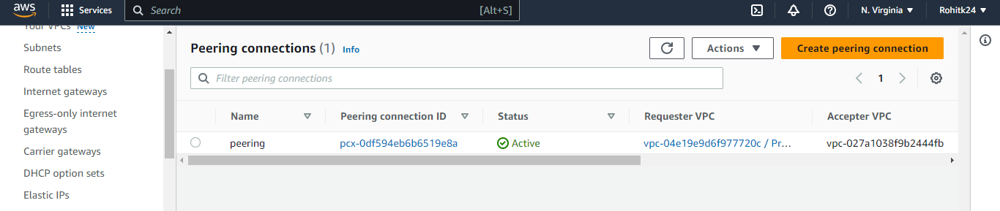 aws
Services
Search
[Alt+S]
N. Virginia
Rohitk24
Your VPCs New
Subnets
Route tables
Internet gateways
Egress-only internet
gateways
Carrier gateways
DHCP option sets
Elastic IPs
Peering connections (1) Info
Actions
Create peering connection
Filter peering connections
1
Name
Peering connection ID
Status
Requester VPC
Accepter VPC
peering
pcx-0df594eb6b6519e8a
Active
vpc-04e19e9d6f977720c / Pr...
vpc-027a1038f9b2444fb